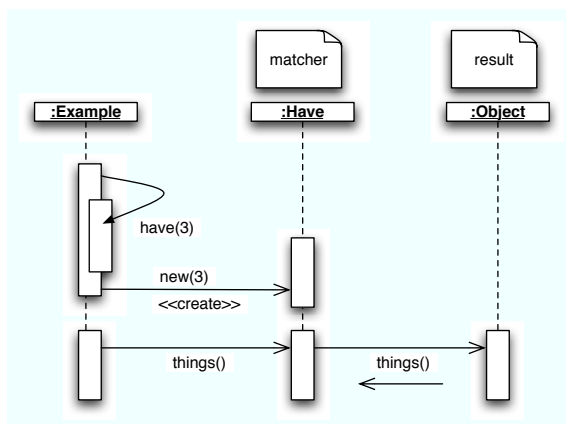 matcher
result
:Example
:Have
:Object
have(3)
new(3)
<<create>>
things()
things()